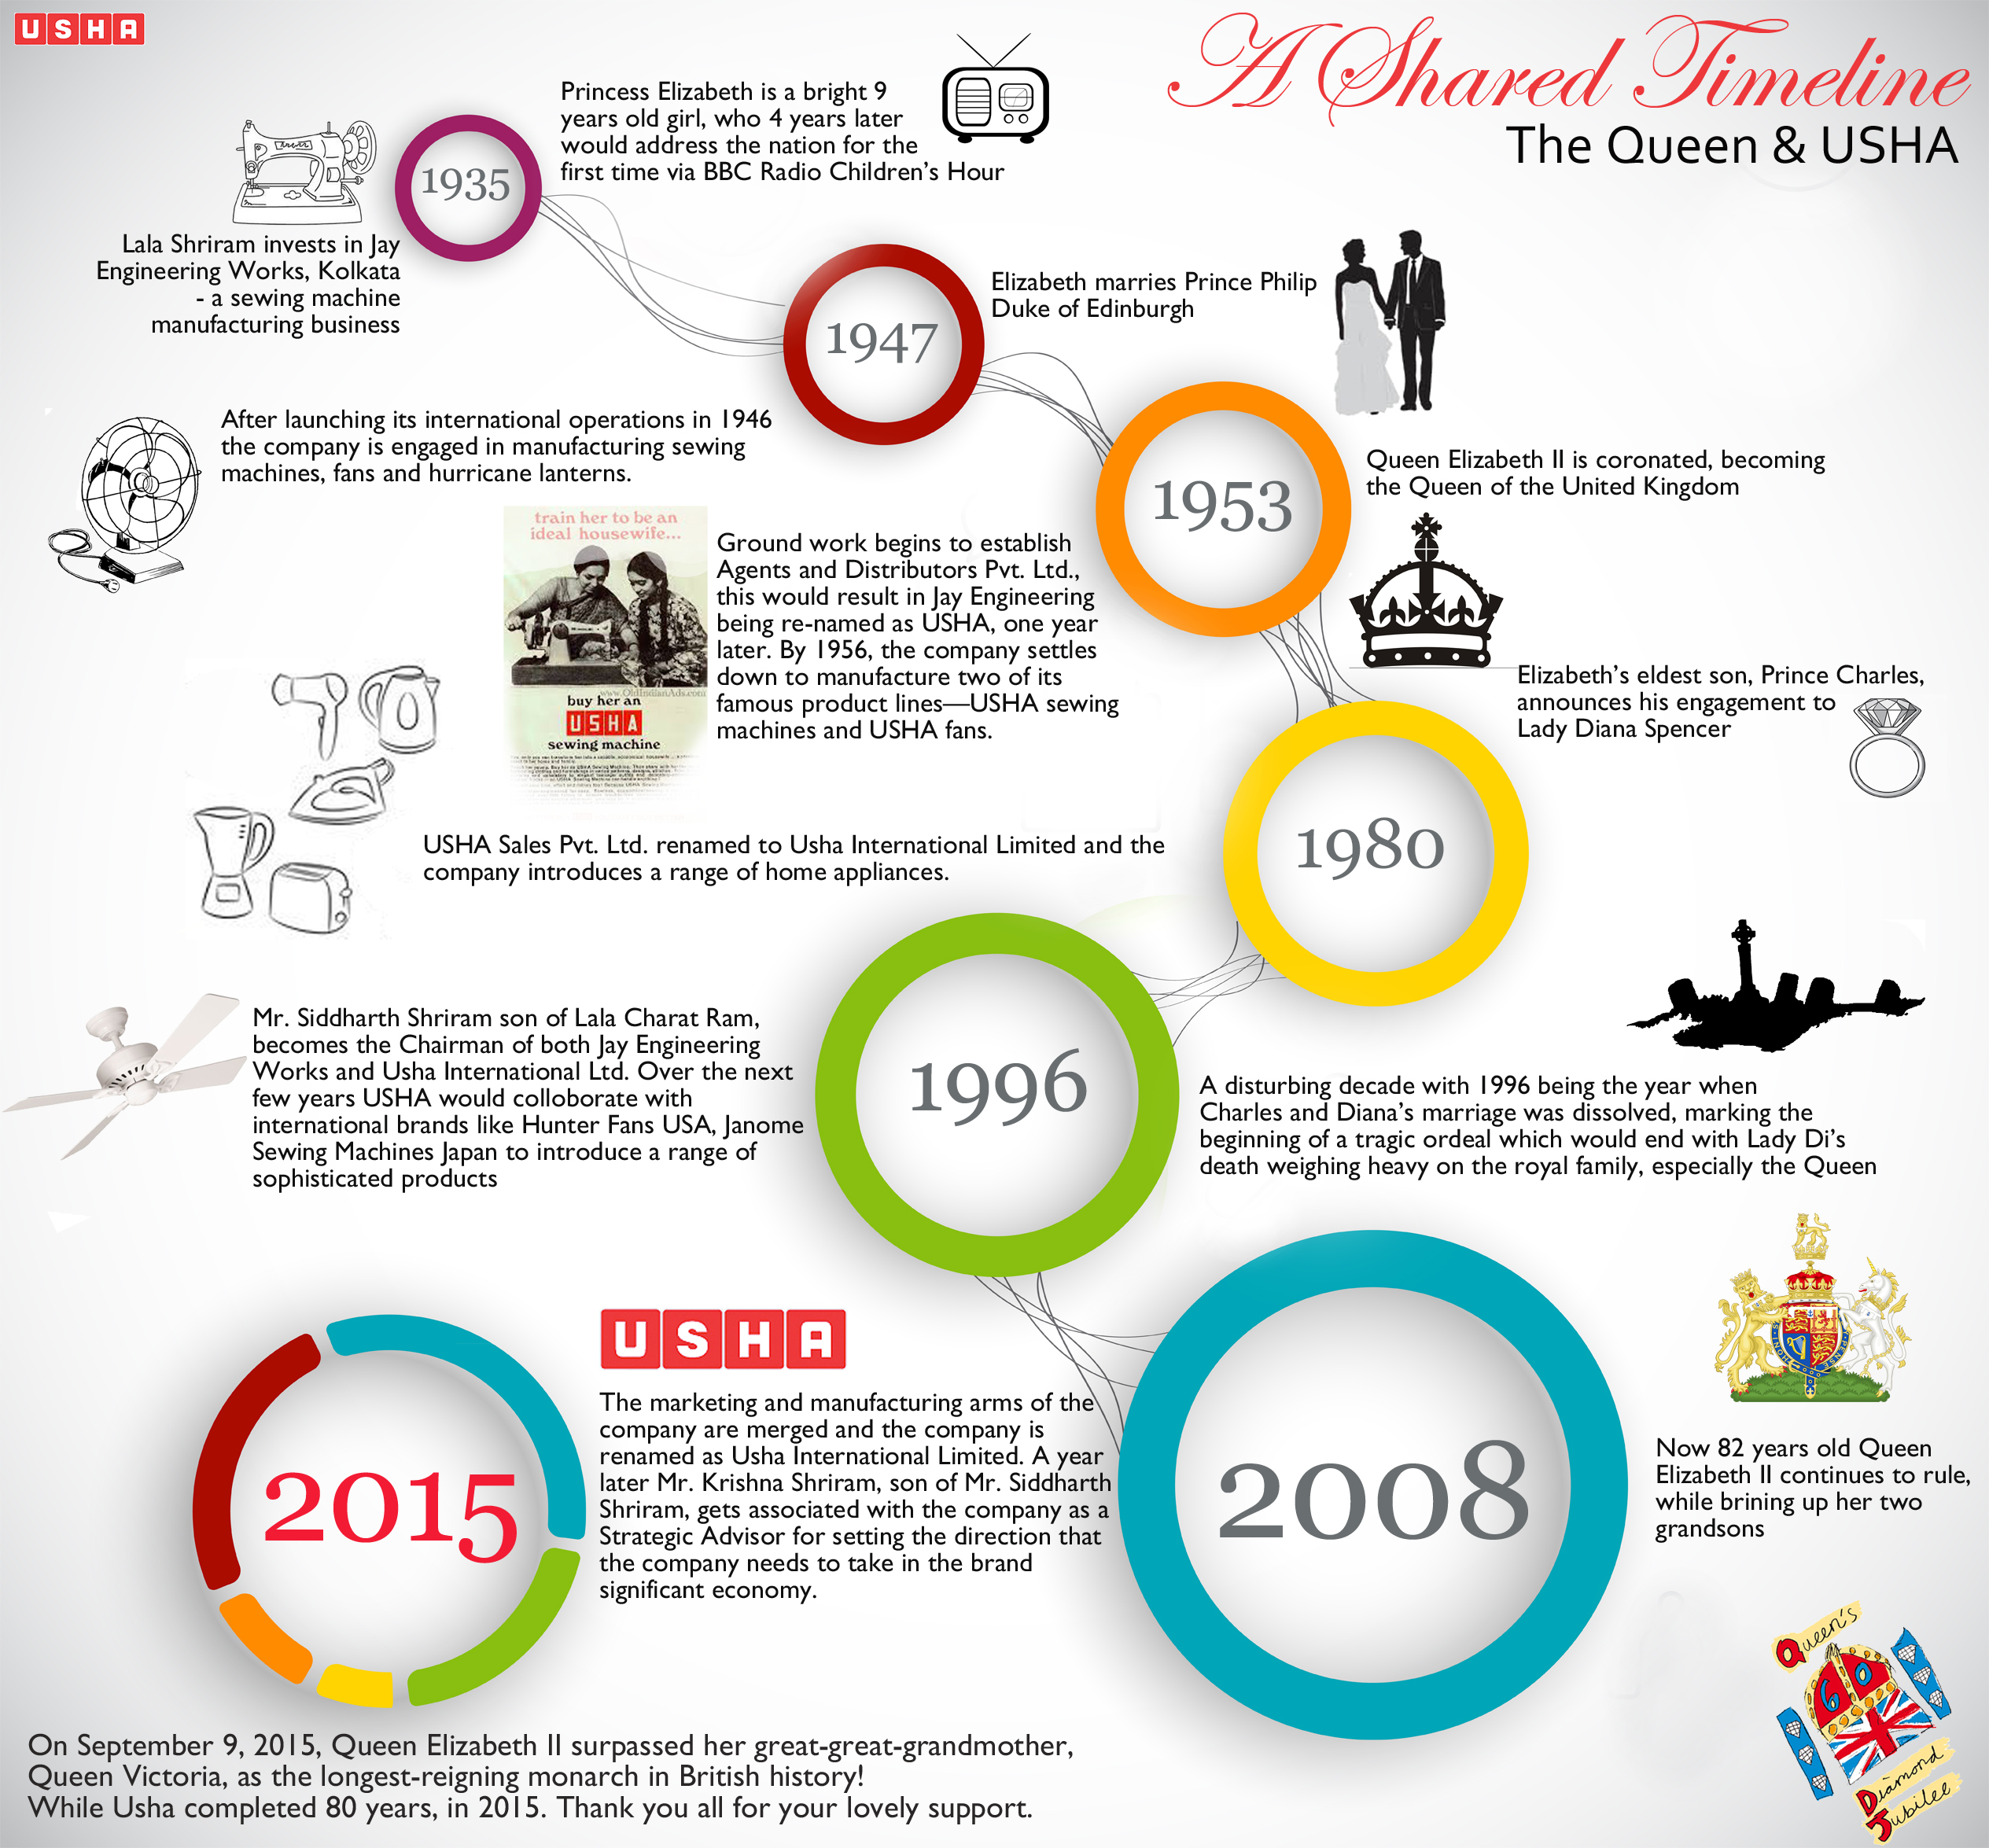 USHA
A Shared Timeline
The Queen & USHA
1935
Princess Elizabeth is a bright 9
years old girl, who 4 years later
would address the nation for the
first time via BBC Radio Children's Hour
Lala Shriram invests in Jay
Engineering Works, Kolkata
- a sewing machine
manufacturing business
1947
Elizabeth marries Prince Philip
Duke of Edinburgh
After launching its international operations in 1946
the company is engaged in manufacturing sewing
machines, fans and hurricane lanterns.
1953
Queen Elizabeth II is coronated, becoming
the Queen of the United Kingdom
train her to be an
ideal housewife...
www.OldIndianAds.com
buy her an
USHA
sewing machine
Ground work begins to establish
Agents and Distributors Pvt. Ltd.,
this would result in Jay Engineering
being re-named as USHA, one year
later. By 1956, the company settles
down to manufacture two of its
famous product lines—USHA sewing
machines and USHA fans.
Elizabeth's eldest son, Prince Charles,
announces his engagement to
Lady Diana Spencer
1980
USHA Sales Pvt. Ltd. renamed to Usha International Limited and the
company introduces a range of home appliances.
1996
Mr. Siddharth Shriram son of Lala Charat Ram,
becomes the Chairman of both Jay Engineering
Works and Usha International Ltd. Over the next
few years USHA would colloborate with
international brands like Hunter Fans USA, Janome
Sewing Machines Japan to introduce a range of
sophisticated products
A disturbing decade with 1996 being the year when
Charles and Diana's marriage was dissolved, marking the
beginning of a tragic ordeal which would end with Lady Di's
death weighing heavy on the royal family, especially the Queen
2008
USHA
The marketing and manufacturing arms of the
company are merged and the company is
renamed as Usha International Limited. A year
later Mr. Krishna Shriram, son of Mr. Siddharth
Shriram, gets associated with the company as a
Strategic Advisor for setting the direction that
the company needs to take in the brand
significant economy.
Now 82 years old Queen
Elizabeth II continues to rule,
while brining up her two
grandsons
2015
Queen's
60
Diamond
Jubilee
On September 9, 2015, Queen Elizabeth II surpassed her great-great-grandmother,
Queen Victoria, as the longest-reigning monarch in British history!
While Usha completed 80 years, in 2015. Thank you all for your lovely support.